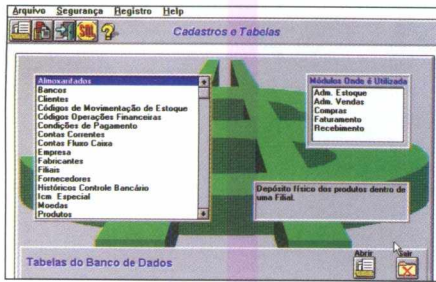 Arquivo Segurança Registro Help
SQL
Cadastros e Tabelas
Almoxarifados
Bancos
Clientes
Códigos de Movimentação de Estoque
Códigos Operações Financeiras
Condições de Pagamento
Contas Correntes
Contas Fluxo Caixa
Empresa
Fabricantes
Filiais
Fornecedores
Históricos Controle Bancário
Icm Especial
Moedas
Produtos
Módulos Onde é Utilizada
Adm. Estoque
Adm. Vendas
Compras
Faturamento
Recebimento
Depósito físico dos produtos dentro de
uma Filial.
Tabelas do Banco de Dados
Abrir
Sair